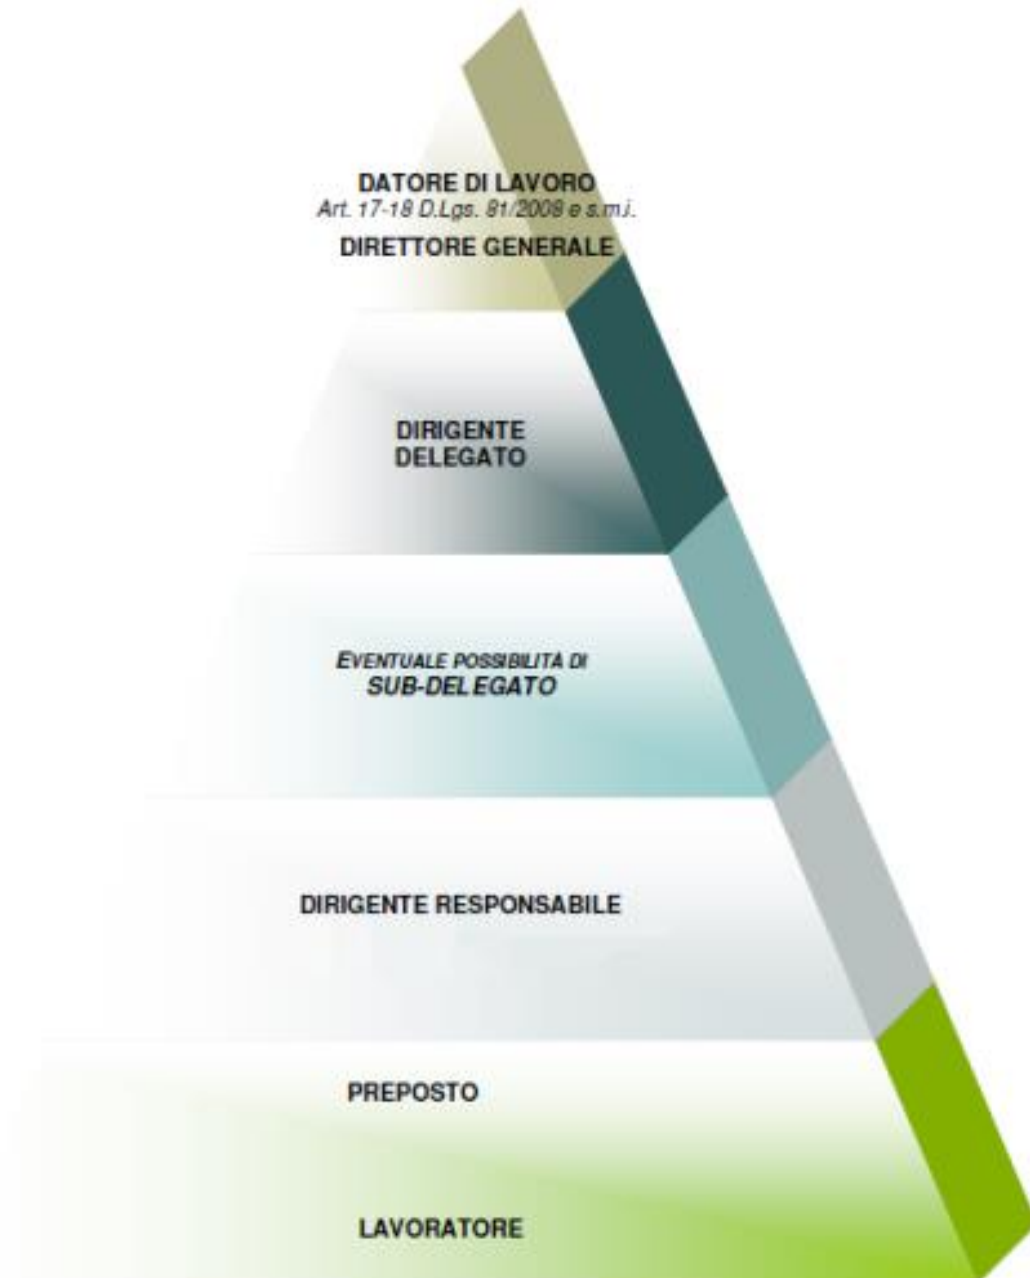 DATORE DI LAVORO
Art. 17-18 D.Lgs. 81/2008 e s.m.i.
DIRETTORE GENERALE
DIRIGENTE
DELEGATO
EVENTUALE POSSIBILITÀ DI
SUB-DELEGATO
DIRIGENTE RESPONSABILE
PREPOSTO
LAVORATORE